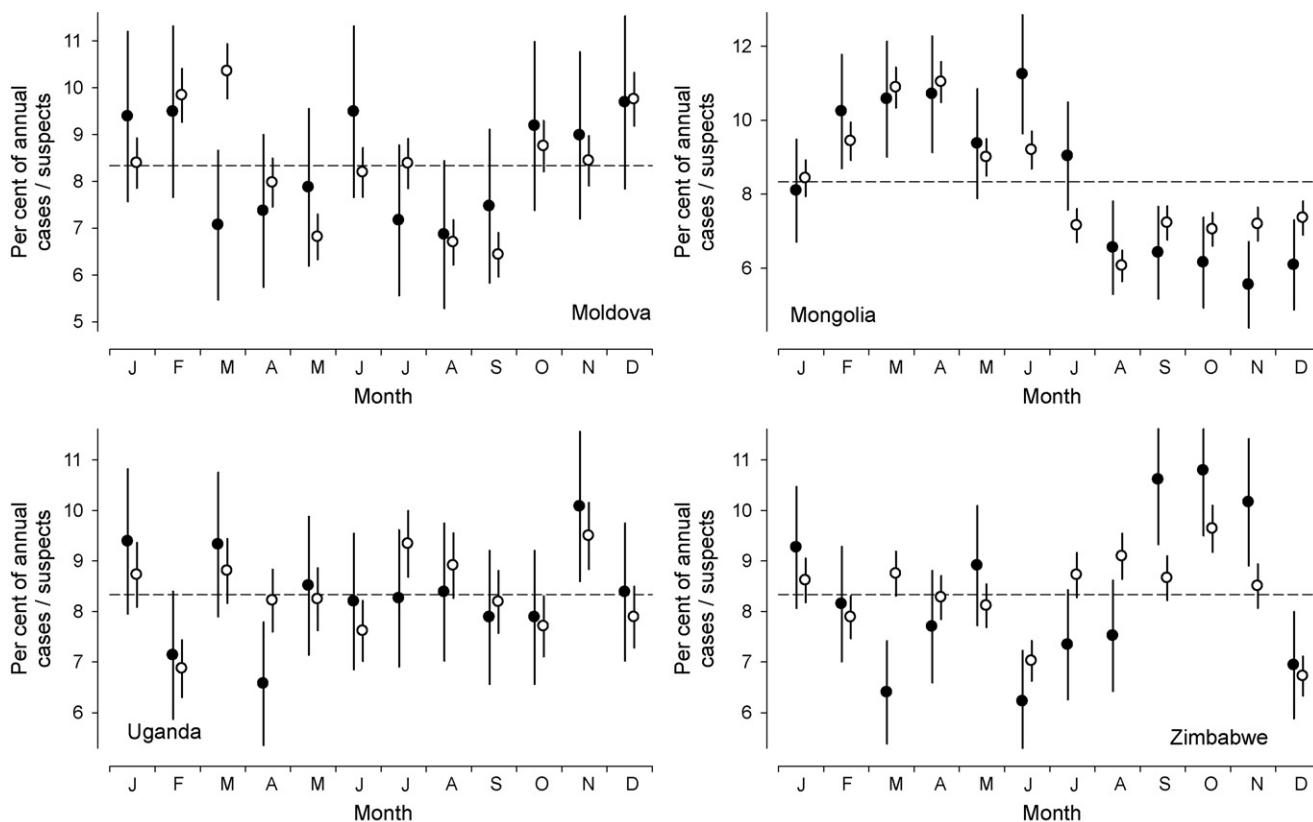 Per cent of annual
cases / suspects
11
10
9
8
7
6
5
Moldova
J F M A M J J A S O N D
Month
Per cent of annual
cases / suspects
12
10
8
6
Mongolia
J F M A M J J A S O N D
Month
Per cent of annual
cases / suspects
11
10
9
8
7
6
Uganda
J F M A M J J A S O N D
Month
Per cent of annual
cases / suspects
11
10
9
8
7
6
Zimbabwe
J F M A M J J A S O N D
Month